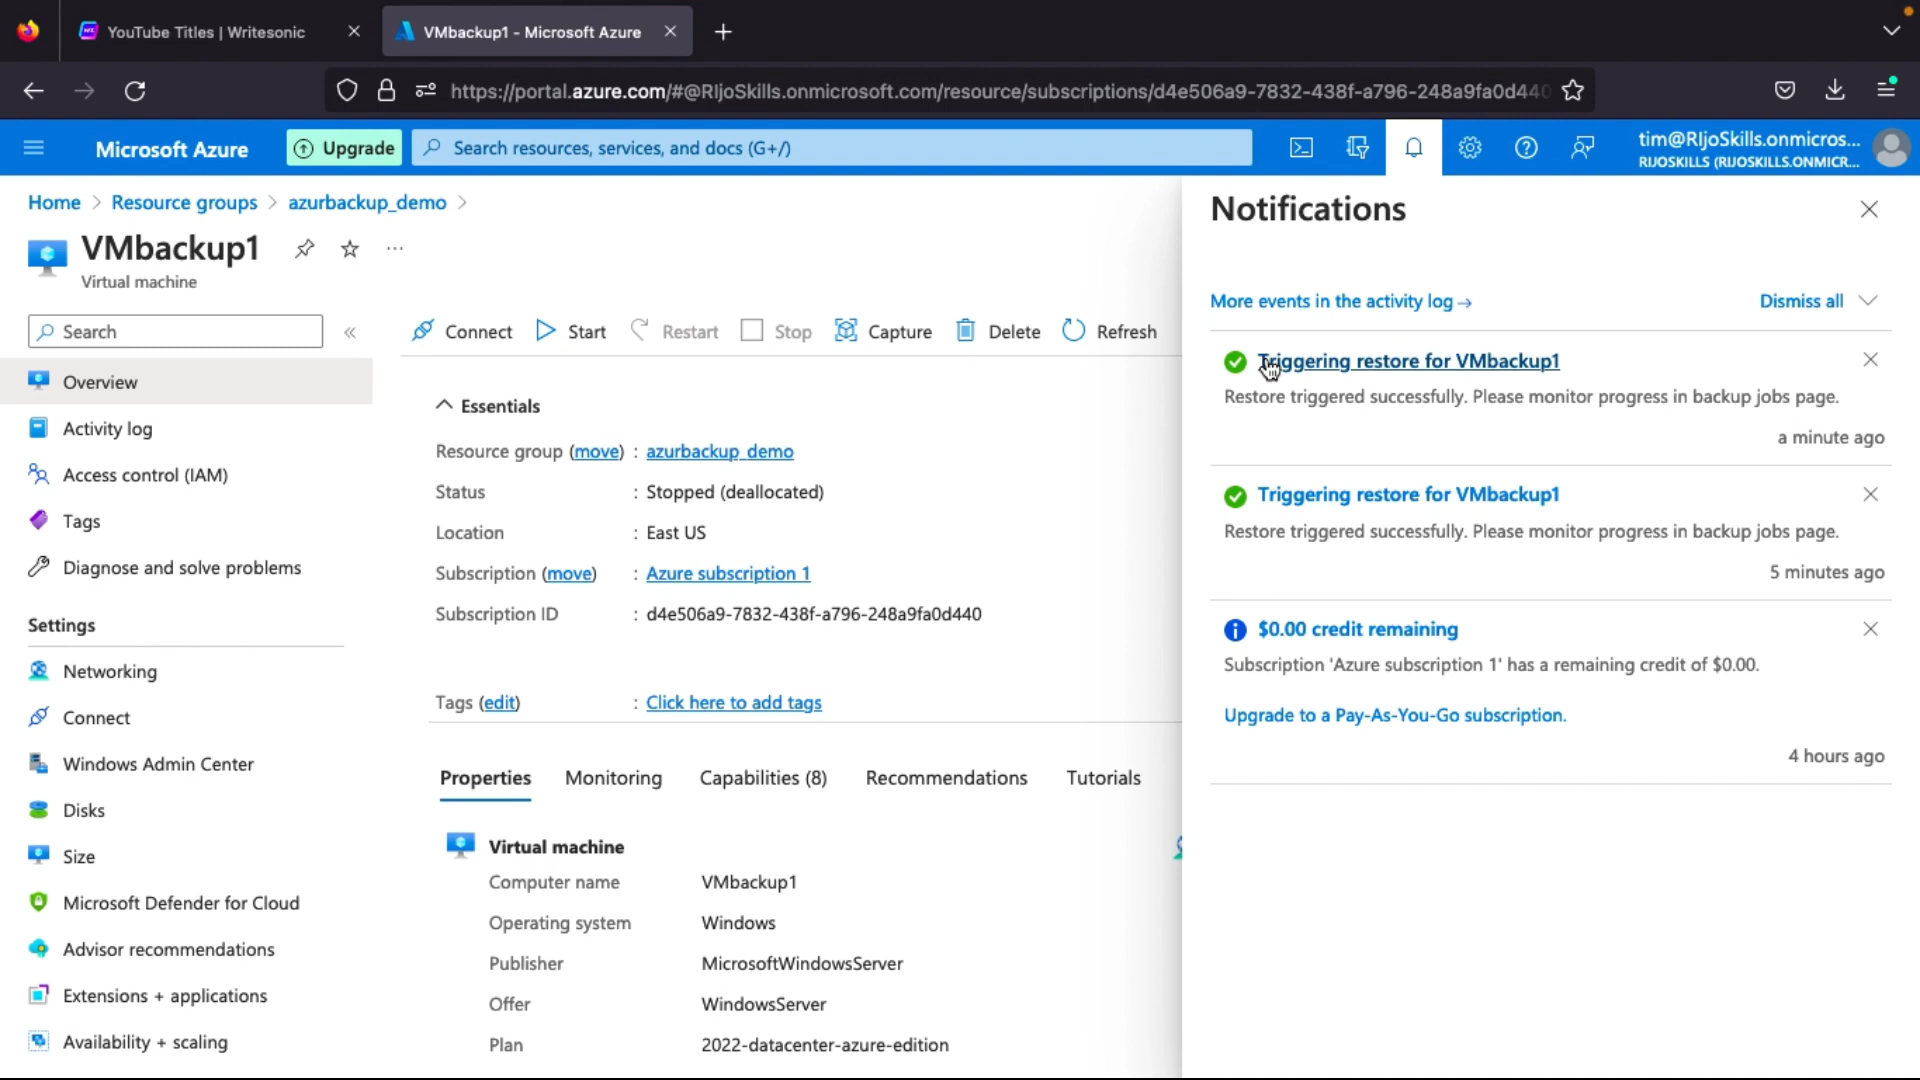 YouTube Titles | Writesonic
VMbackup1 - Microsoft Azure
https://portal.azure.com/#@RIjoSkills.onmicrosoft.com/resource/subscriptions/d4e506a9-7832-438f-a796-248a9fa0d440
Microsoft Azure
Upgrade
Search resources, services, and docs (G+/)
tim@RIjoSkills.onmicros...
RIJOSKILLS (RIJOSKILLS.ONMICR...
Home > Resource groups > azurbackup_demo >
VMbackup1
Virtual machine
Search
Overview
Activity log
Access control (IAM)
Tags
Diagnose and solve problems
Settings
Networking
Connect
Windows Admin Center
Disks
Size
Microsoft Defender for Cloud
Advisor recommendations
Extensions + applications
Availability + scaling
Connect Start Restart Stop Capture Delete Refresh
Essentials
Resource group (move) : azurbackup_demo
Status : Stopped (deallocated)
Location : East US
Subscription (move) : Azure subscription 1
Subscription ID : d4e506a9-7832-438f-a796-248a9fa0d440
Tags (edit) : Click here to add tags
Properties Monitoring Capabilities (8) Recommendations Tutorials
Virtual machine
Computer name VMbackup1
Operating system Windows
Publisher MicrosoftWindowsServer
Offer WindowsServer
Plan 2022-datacenter-azure-edition
Notifications
More events in the activity log →
Dismiss all
Triggering restore for VMbackup1
Restore triggered successfully. Please monitor progress in backup jobs page.
a minute ago
Triggering restore for VMbackup1
Restore triggered successfully. Please monitor progress in backup jobs page.
5 minutes ago
$0.00 credit remaining
Subscription 'Azure subscription 1' has a remaining credit of $0.00.
Upgrade to a Pay-As-You-Go subscription.
4 hours ago